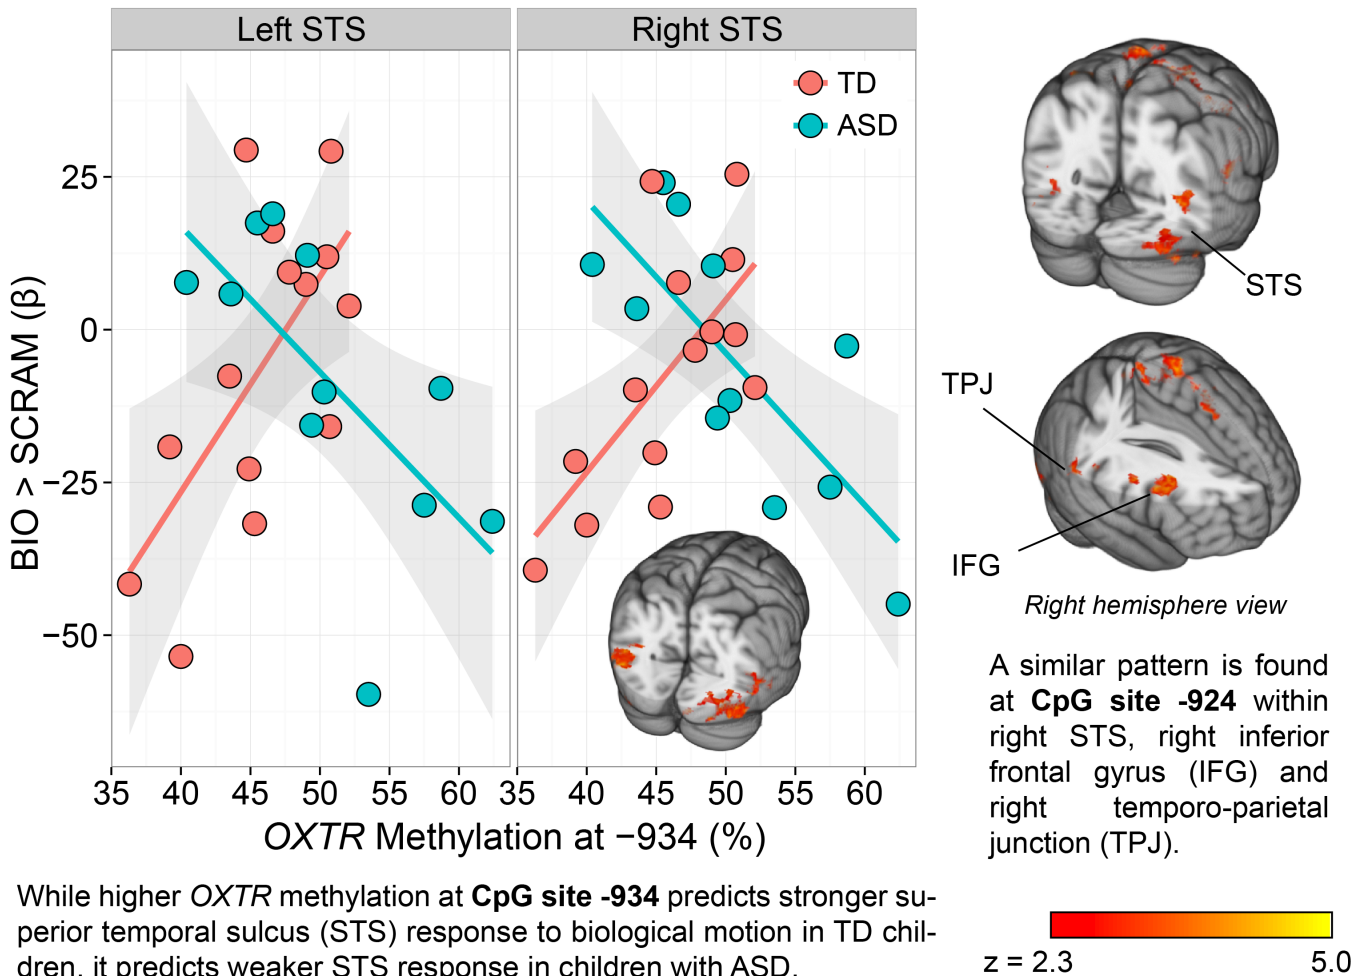 Left STS
Right STS
TD
ASD
25
0
−25
−50
BIO > SCRAM (β)
35 40 45 50 55 60 35 40 45 50 55 60
OXTR Methylation at −934 (%)
While higher OXTR methylation at CpG site -934 predicts stronger su-
perior temporal sulcus (STS) response to biological motion in TD chil-
dren, it predicts weaker STS response in children with ASD.
STS
TPJ
IFG
Right hemisphere view
A similar pattern is found
at CpG site -924 within
right STS, right inferior
frontal gyrus (IFG) and
right temporo-parietal
junction (TPJ).
z = 2.3 5.0